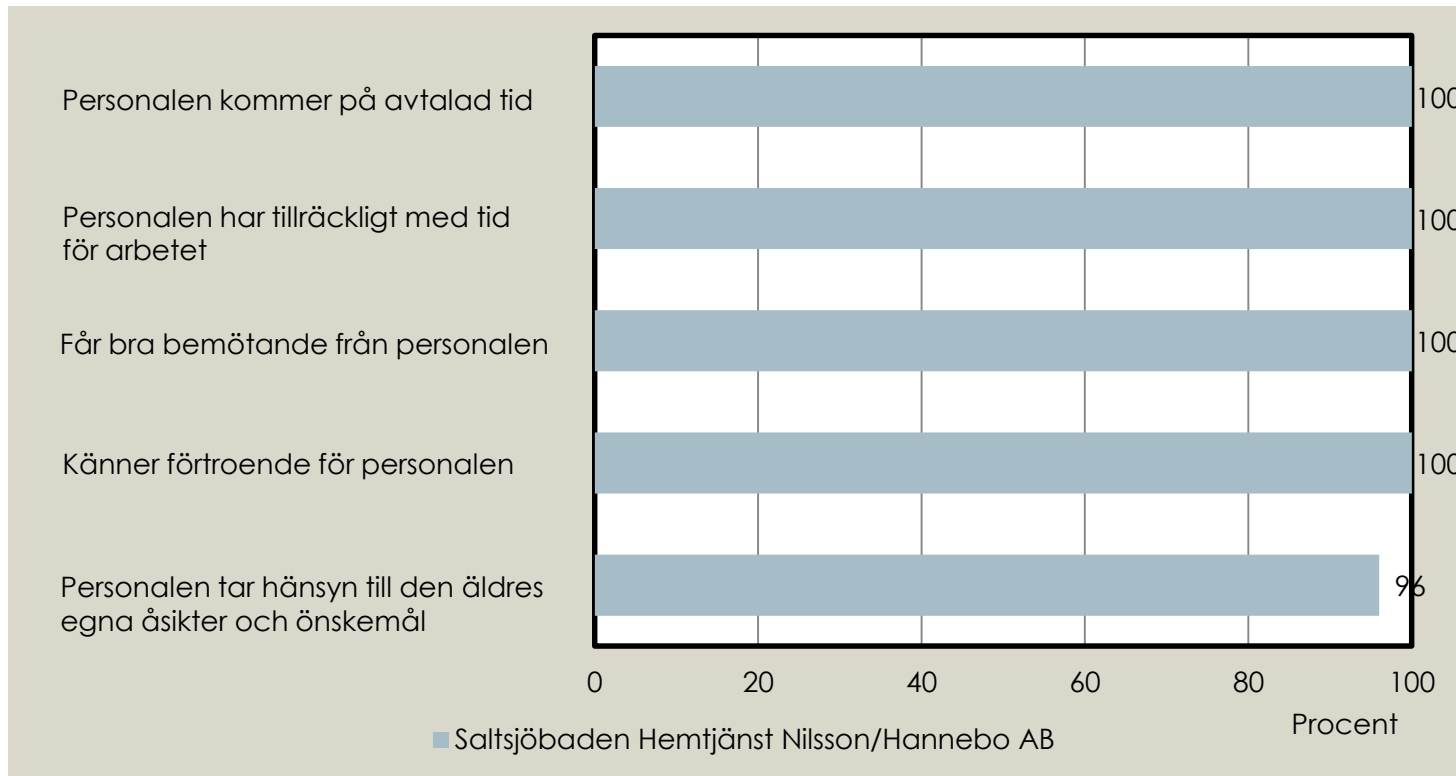 Personalen kommer på avtalad tid
100
Personalen har tillräckligt med tid
för arbetet
100
Får bra bemötande från personalen
100
Känner förtroende för personalen
100
Personalen tar hänsyn till den äldres
egna åsikter och önskemål
96
0 20 40 60 80 100
Procent
Saltsjöbaden Hemtjänst Nilsson/Hannebo AB